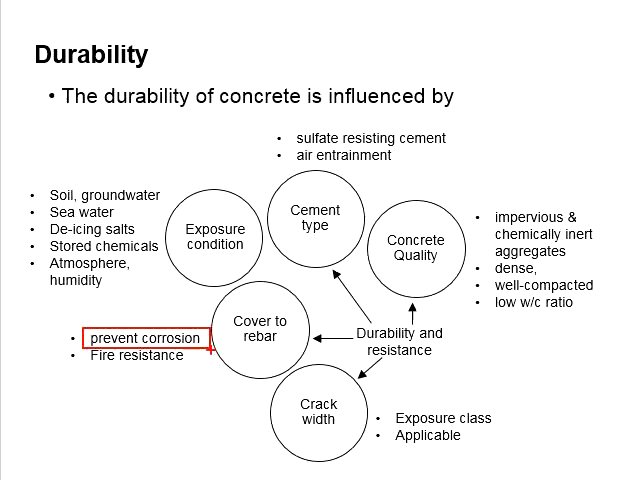 Durability
• The durability of concrete is influenced by
• sulfate resisting cement
• air entrainment
• Soil, groundwater
• Sea water
• De-icing salts
• Stored chemicals
• Atmosphere,
humidity
Exposure
condition
Cement
type
Concrete
Quality
• impervious &
chemically inert
aggregates
• dense,
• well-compacted
• low w/c ratio
Cover to
rebar
• prevent corrosion
• Fire resistance
Durability and
resistance
Crack
width
• Exposure class
• Applicable